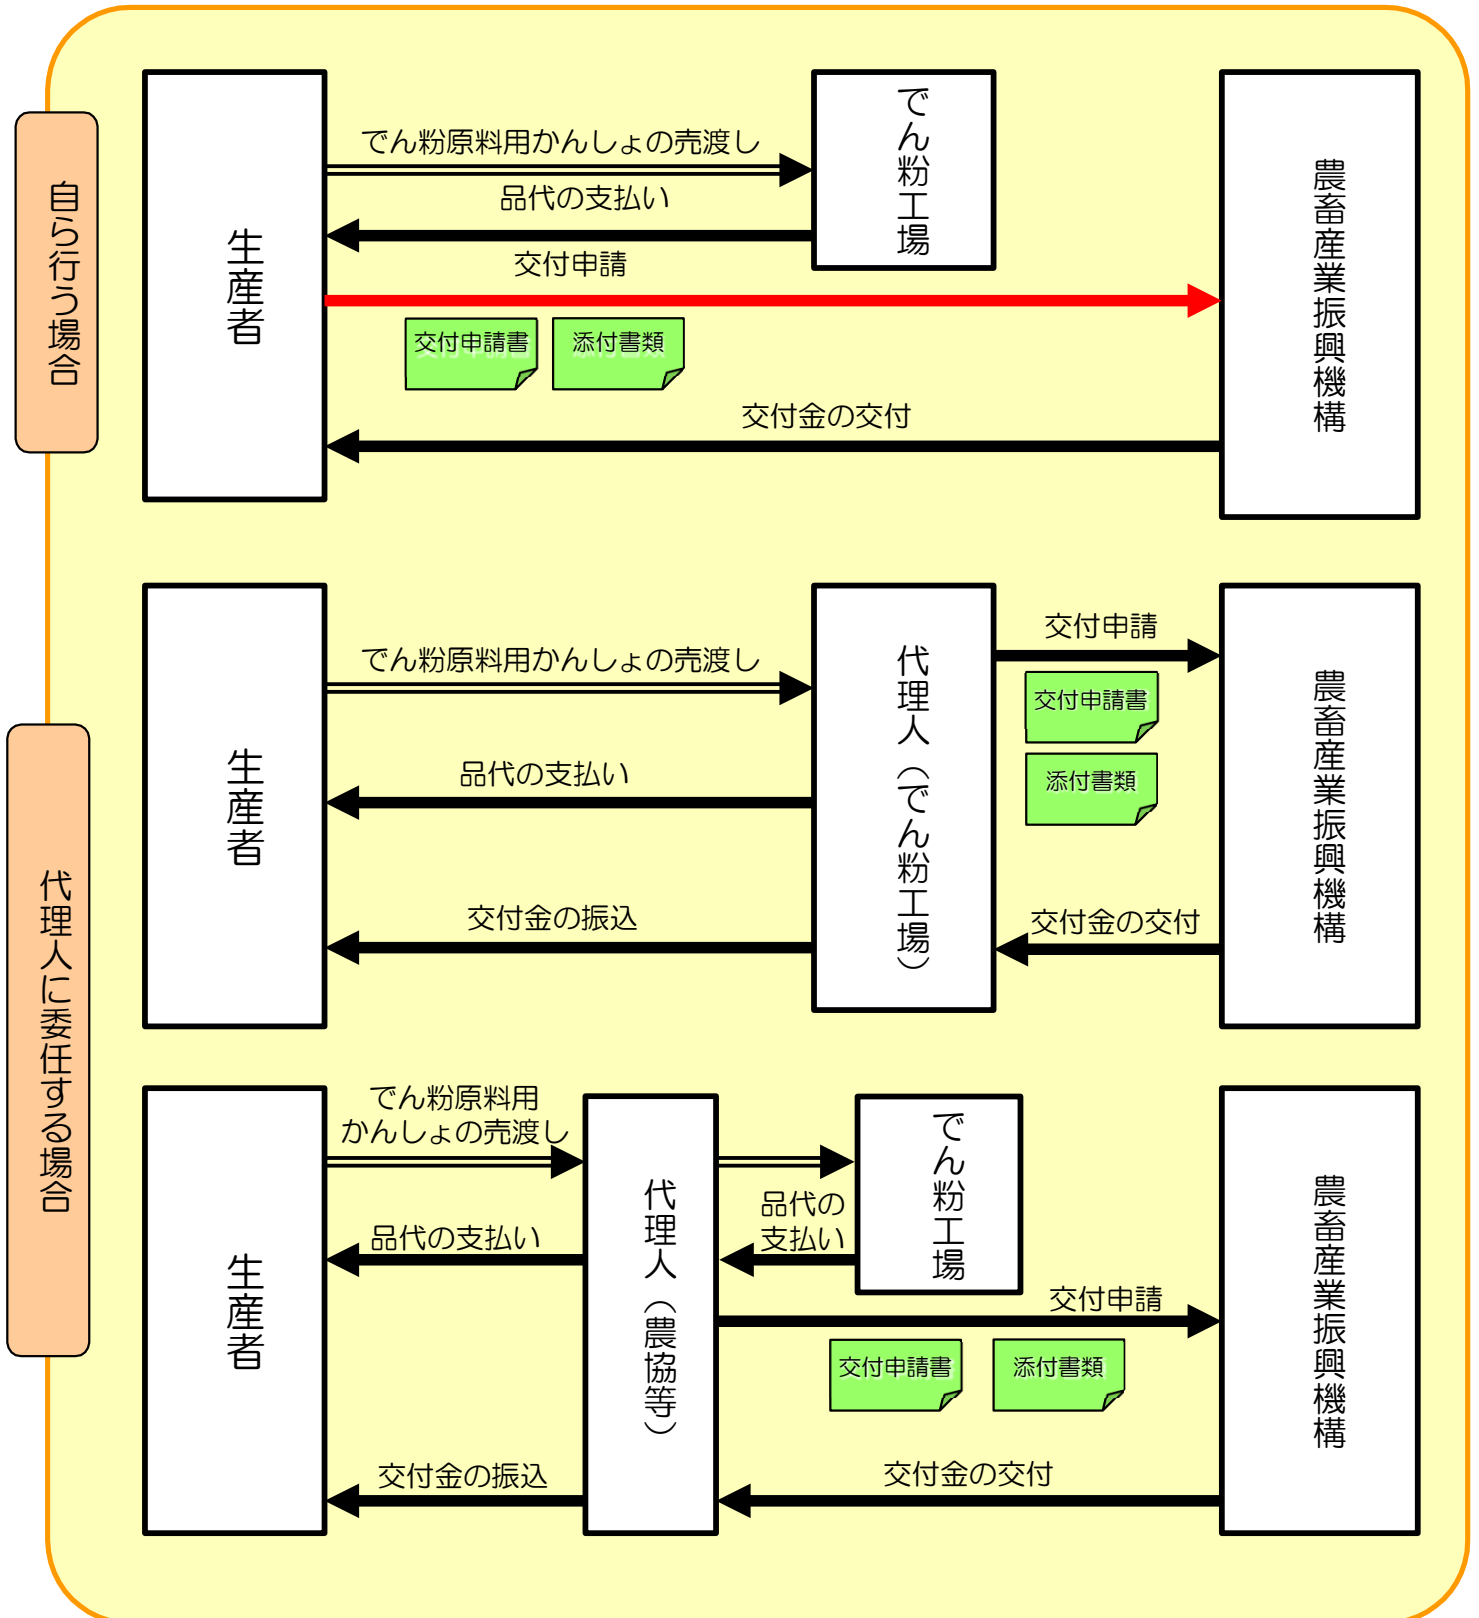 自ら行う場合
生産者
でん粉原料用かんしょの売渡し
品代の支払い
でん粉工場
交付申請
交付申請書
添付書類
交付金の交付
農畜産業振興機構
代理人に委任する場合
生産者
でん粉原料用かんしょの売渡し
品代の支払い
交付金の振込
代理人（でん粉工場）
交付申請
交付申請書
添付書類
交付金の交付
農畜産業振興機構
生産者
でん粉原料用
かんしょの売渡し
品代の支払い
交付金の振込
代理人（農協等）
品代の
支払い
でん粉工場
交付申請
交付申請書
添付書類
交付金の交付
農畜産業振興機構